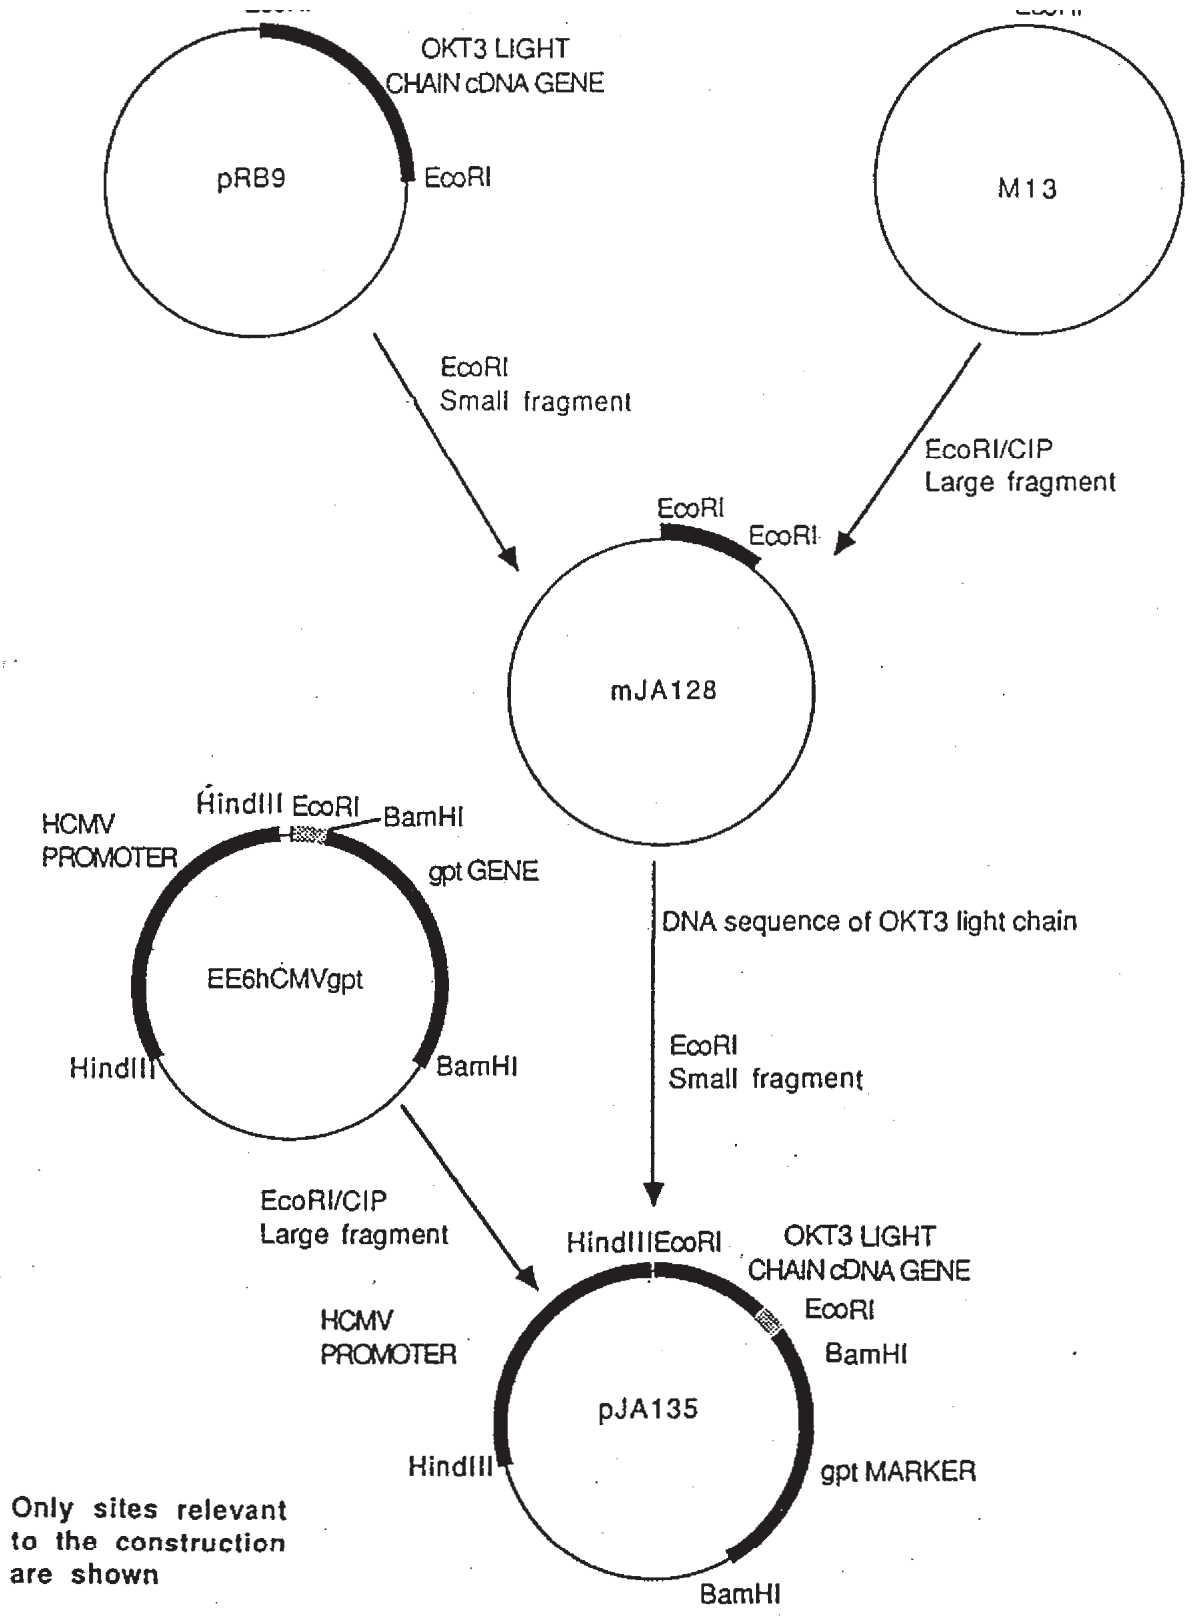 OKT3 LIGHT
CHAIN cDNA GENE
pRB9
EcoRI
M13
EcoRI
Small fragment
EcoRI/CIP
Large fragment
EcoRI
EcoRI
mJA128
HindIII EcoRI
BamHI
HCMV
PROMOTER
gpt GENE
EE6hCMVgpt
HindIII
BamHI
DNA sequence of OKT3 light chain
EcoRI
Small fragment
EcoRI/CIP
Large fragment
HindIII EcoRI
OKT3 LIGHT
CHAIN cDNA GENE
EcoRI
BamHI
HCMV
PROMOTER
pJA135
HindIII
gpt MARKER
BamHI
Only sites relevant
to the construction
are shown